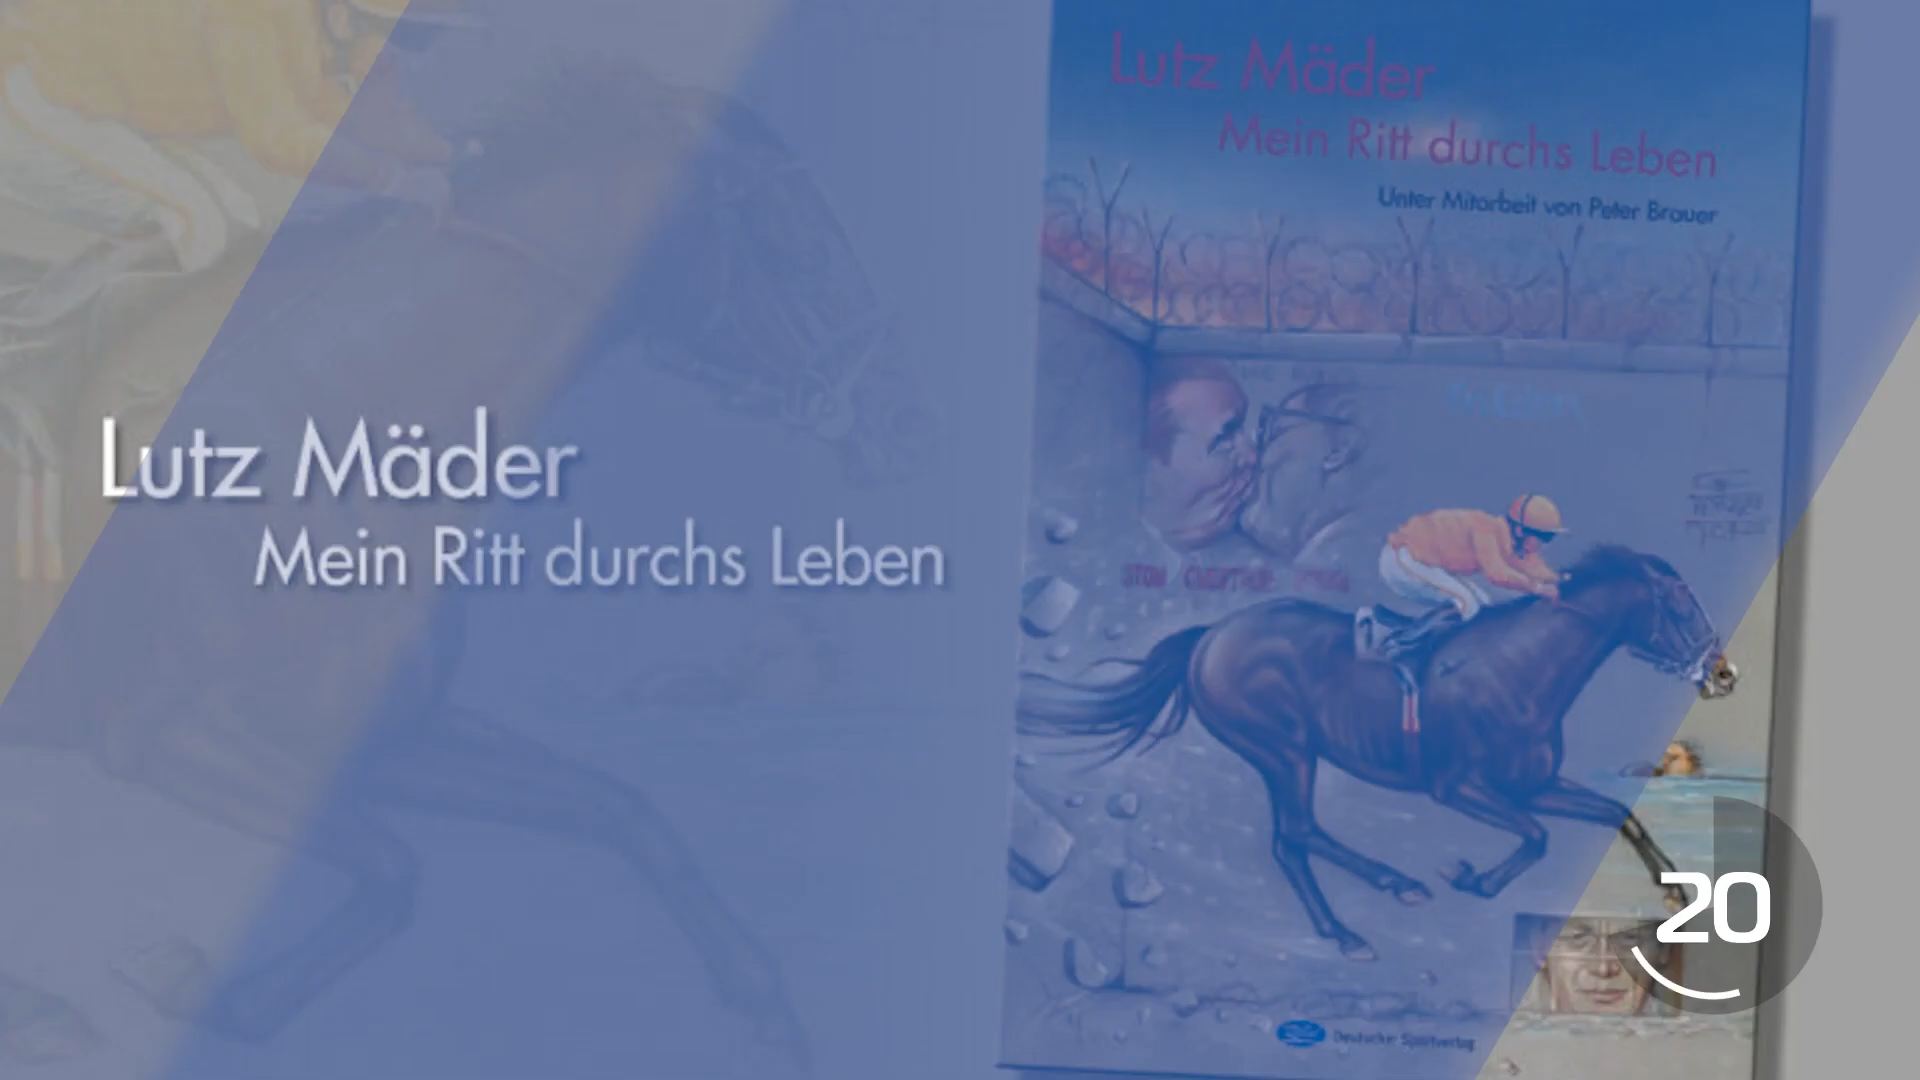 Lutz Mäder
Mein Ritt durchs Leben
Lutz Mäder
Mein Ritt durchs Leben
Unter Mitarbeit von Peter Brauer
Deutscher Sportverlag
20